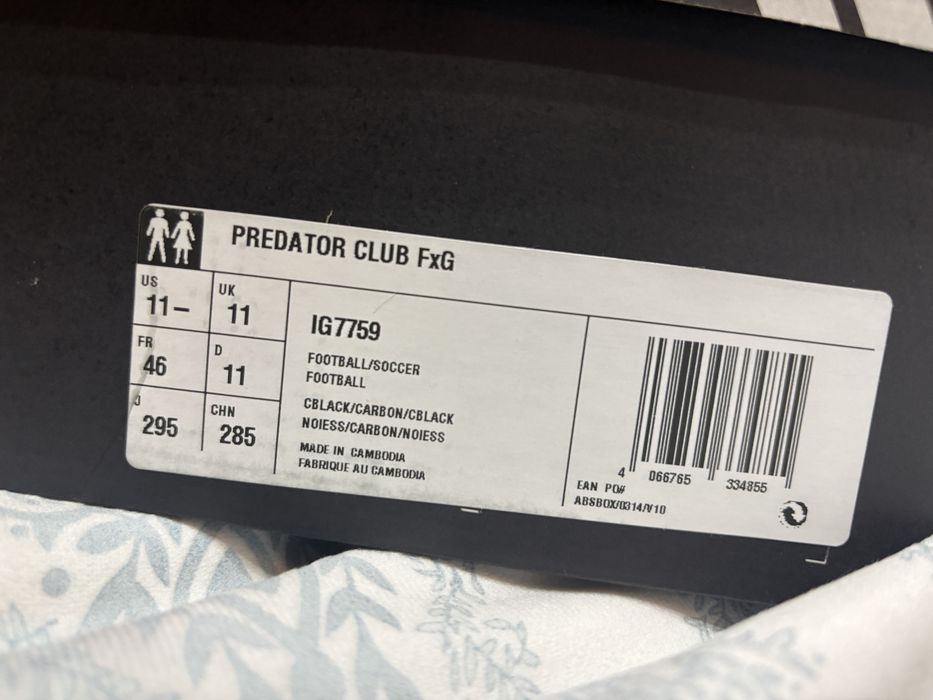 PREDATOR CLUB FxG
US
11-
UK
11
FR
46
D
11
J
295
CHN
285
IG7759
FOOTBALL/SOCCER
FOOTBALL
CBLACK/CARBON/CBLACK
NOIESS/CARBON/NOIESS
MADE IN CAMBODIA
FABRIQUE AU CAMBODIA
4 066765 334855
EAN PO#
ABSBOX/0314/V10